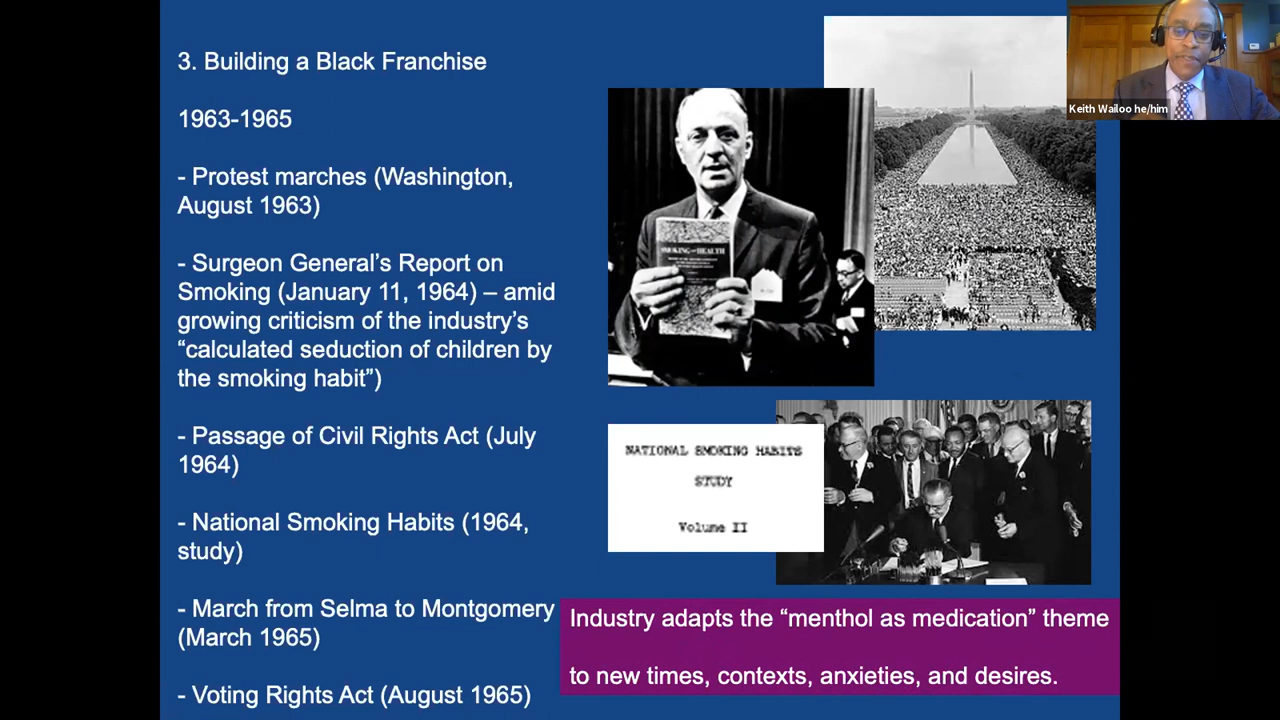 3. Building a Black Franchise
1963-1965
- Protest marches (Washington,
August 1963)
- Surgeon General’s Report on
Smoking (January 11, 1964) – amid
growing criticism of the industry’s
“calculated seduction of children by
the smoking habit”)
- Passage of Civil Rights Act (July
1964)
- National Smoking Habits (1964,
study)
- March from Selma to Montgomery
(March 1965)
- Voting Rights Act (August 1965)
SMOKING and HEALTH
NATIONAL SMOKING HABITS
STUDY
Volume II
Industry adapts the “menthol as medication” theme
to new times, contexts, anxieties, and desires.
Keith Wailoo he/him